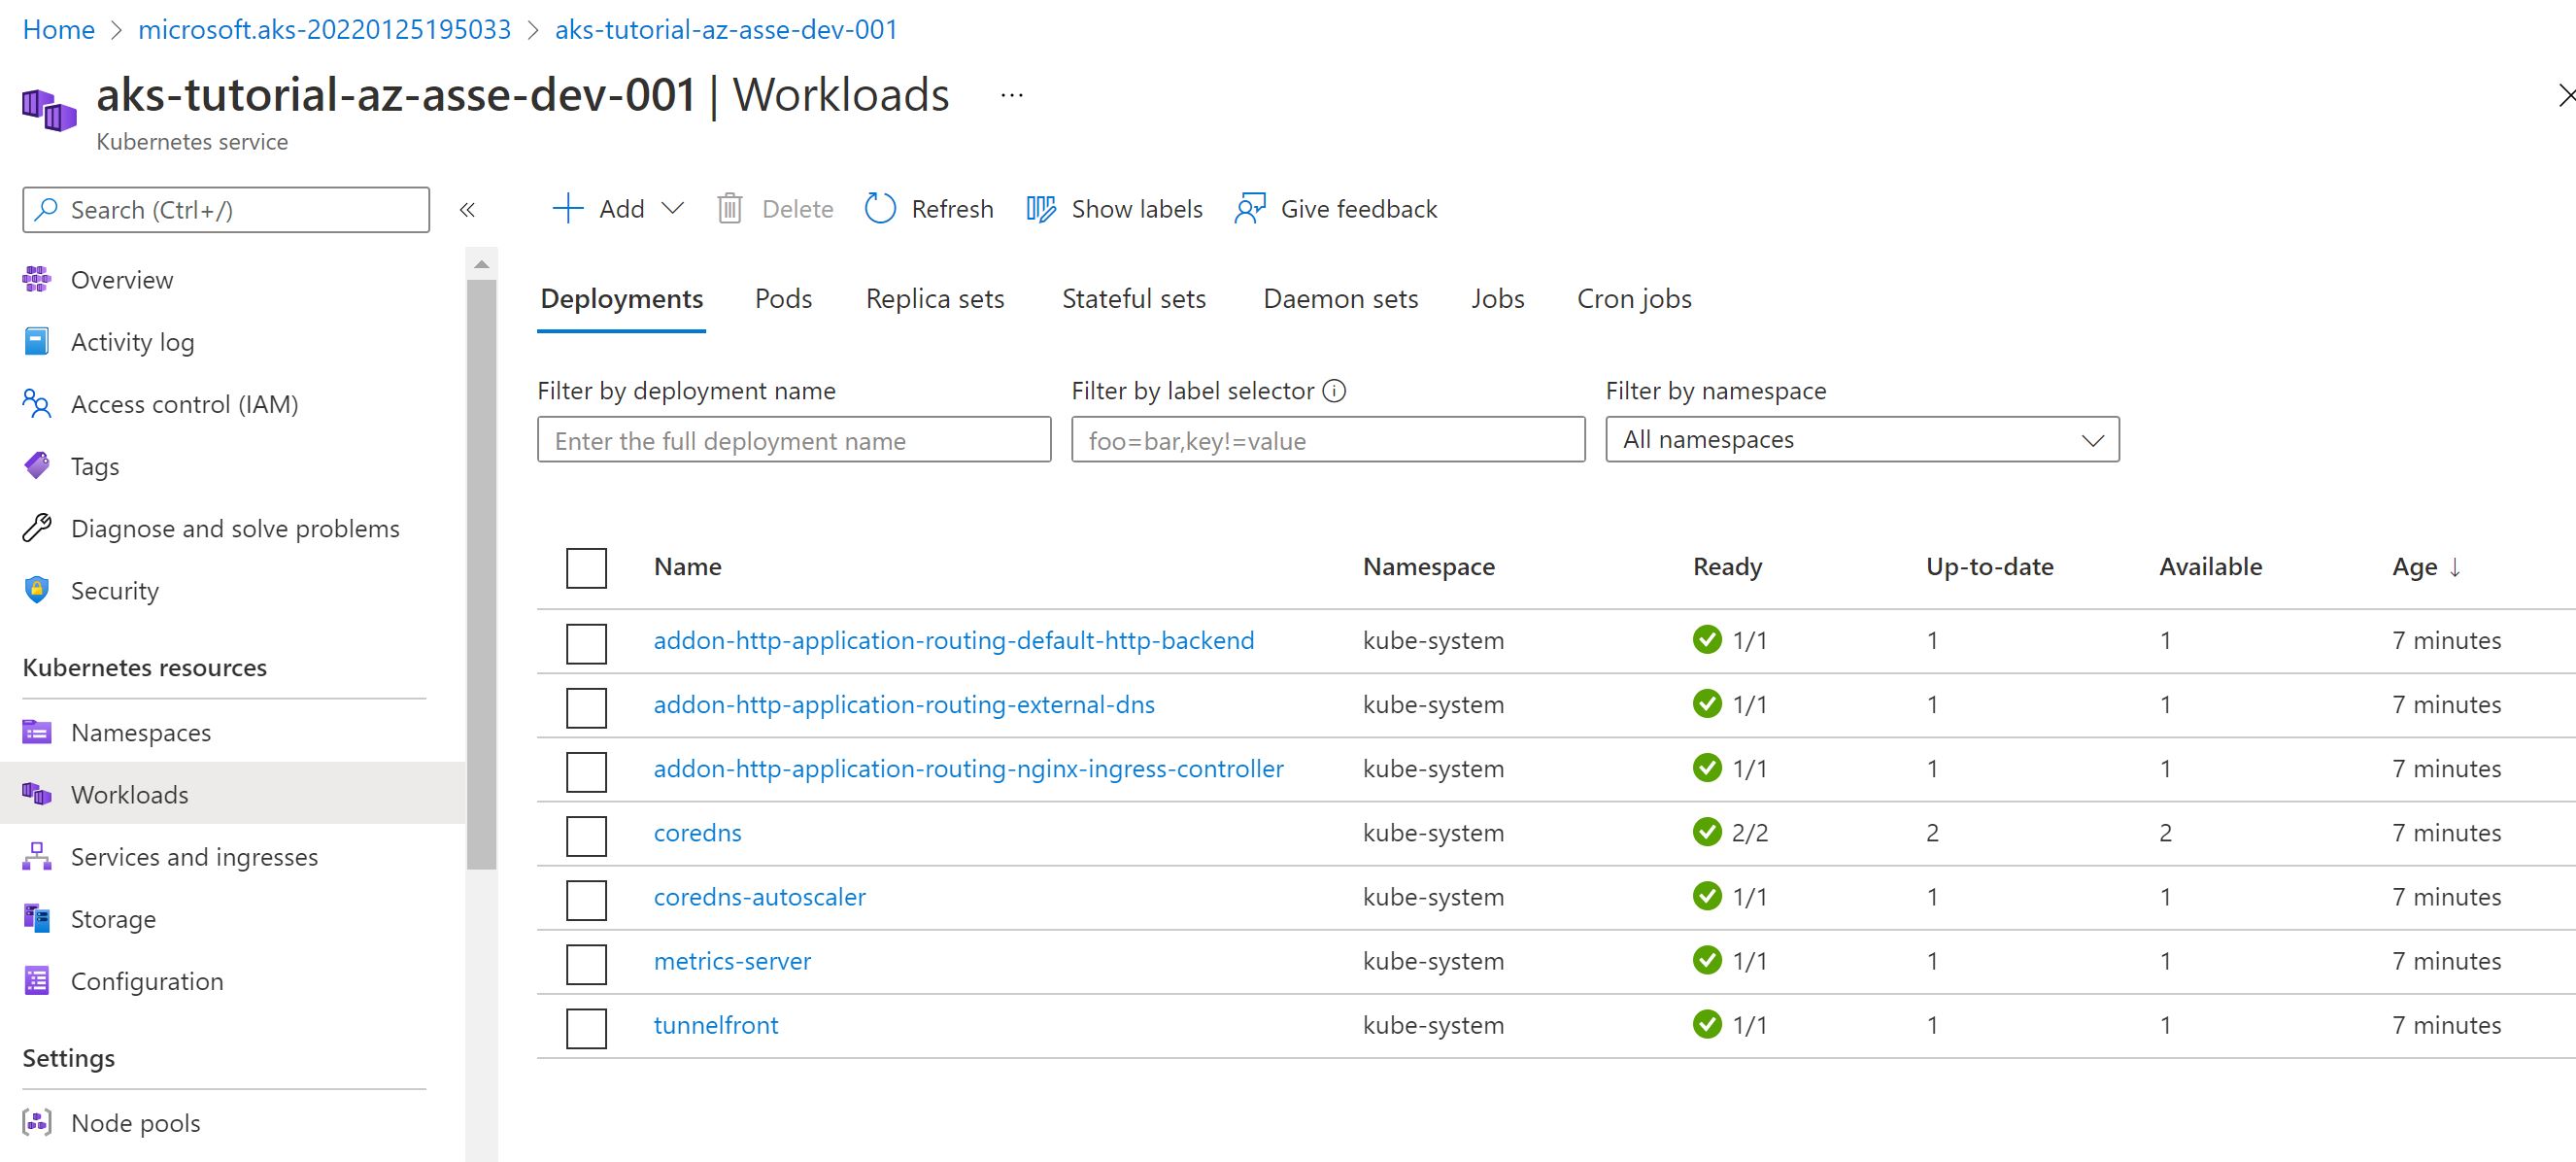 Home > microsoft.aks-20220125195033 > aks-tutorial-az-asse-dev-001
aks-tutorial-az-asse-dev-001 | Workloads ...
Kubernetes service
Search (Ctrl+/)
«
Add
Delete
Refresh
Show labels
Give feedback
Overview
Activity log
Access control (IAM)
Tags
Diagnose and solve problems
Security
Kubernetes resources
Namespaces
Workloads
Services and ingresses
Storage
Configuration
Settings
Node pools
Deployments Pods Replica sets Stateful sets Daemon sets Jobs Cron jobs
Filter by deployment name
Enter the full deployment name
Filter by label selector
foo=bar,key!=value
Filter by namespace
All namespaces
Name Namespace Ready Up-to-date Available Age ↓
addon-http-application-routing-default-http-backend kube-system 1/1 1 1 7 minutes
addon-http-application-routing-external-dns kube-system 1/1 1 1 7 minutes
addon-http-application-routing-nginx-ingress-controller kube-system 1/1 1 1 7 minutes
coredns kube-system 2/2 2 2 7 minutes
coredns-autoscaler kube-system 1/1 1 1 7 minutes
metrics-server kube-system 1/1 1 1 7 minutes
tunnelfront kube-system 1/1 1 1 7 minutes